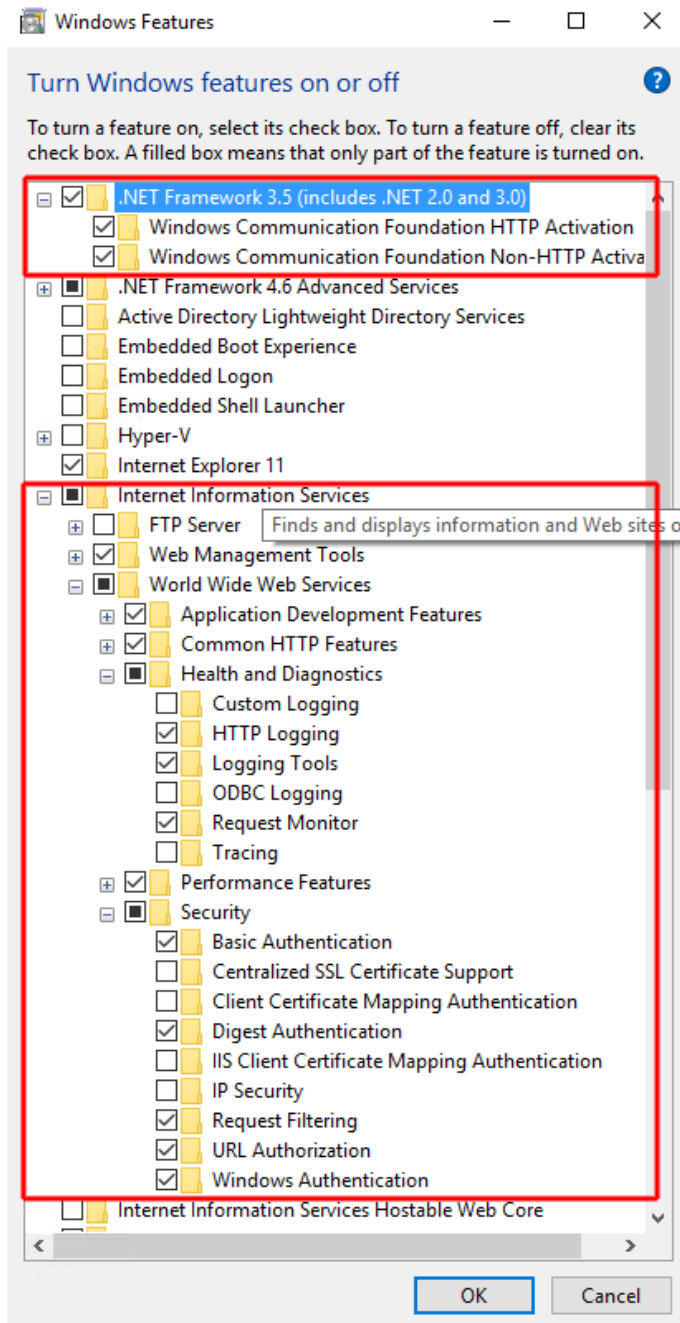 Windows Features
Turn Windows features on or off
To turn a feature on, select its check box. To turn a feature off, clear its
check box. A filled box means that only part of the feature is turned on.
.NET Framework 3.5 (includes .NET 2.0 and 3.0)
Windows Communication Foundation HTTP Activation
Windows Communication Foundation Non-HTTP Activa
.NET Framework 4.6 Advanced Services
Active Directory Lightweight Directory Services
Embedded Boot Experience
Embedded Logon
Embedded Shell Launcher
Hyper-V
Internet Explorer 11
Internet Information Services
FTP Server Finds and displays information and Web sites o
Web Management Tools
World Wide Web Services
Application Development Features
Common HTTP Features
Health and Diagnostics
Custom Logging
HTTP Logging
Logging Tools
ODBC Logging
Request Monitor
Tracing
Performance Features
Security
Basic Authentication
Centralized SSL Certificate Support
Client Certificate Mapping Authentication
Digest Authentication
IIS Client Certificate Mapping Authentication
IP Security
Request Filtering
URL Authorization
Windows Authentication
Internet Information Services Hostable Web Core
OK Cancel